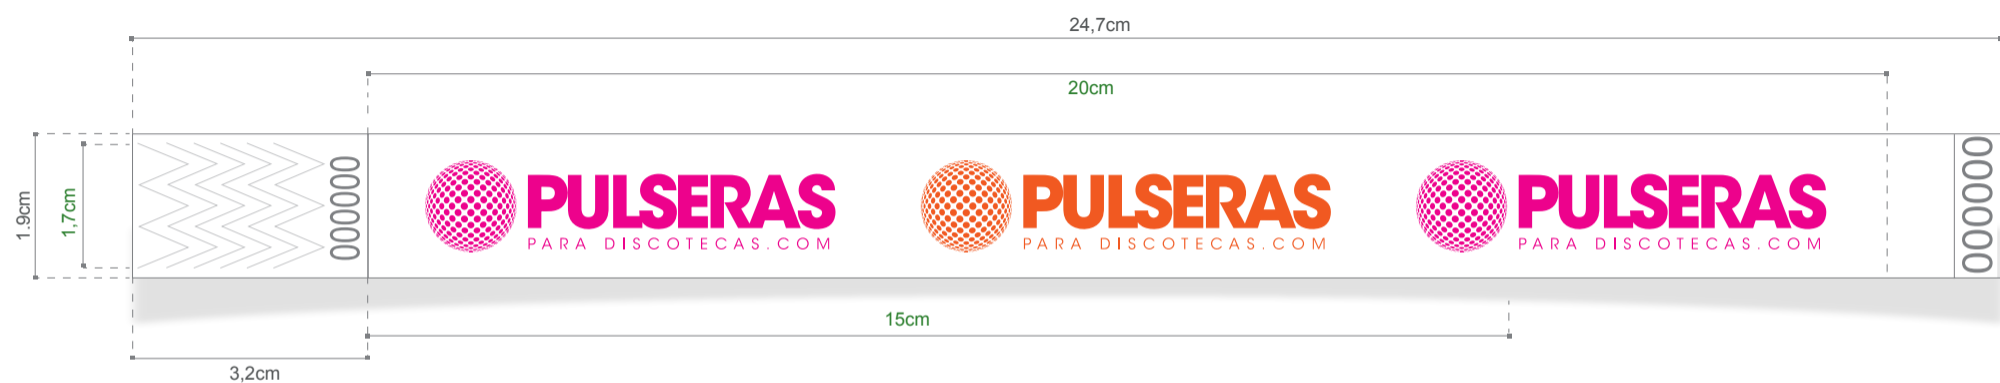 24,7cm
20cm
1.9cm
1,7cm
000000
PULSERAS
PARA DISCOTECAS.COM
PULSERAS
PARA DISCOTECAS.COM
PULSERAS
PARA DISCOTECAS.COM
000000
15cm
3,2cm